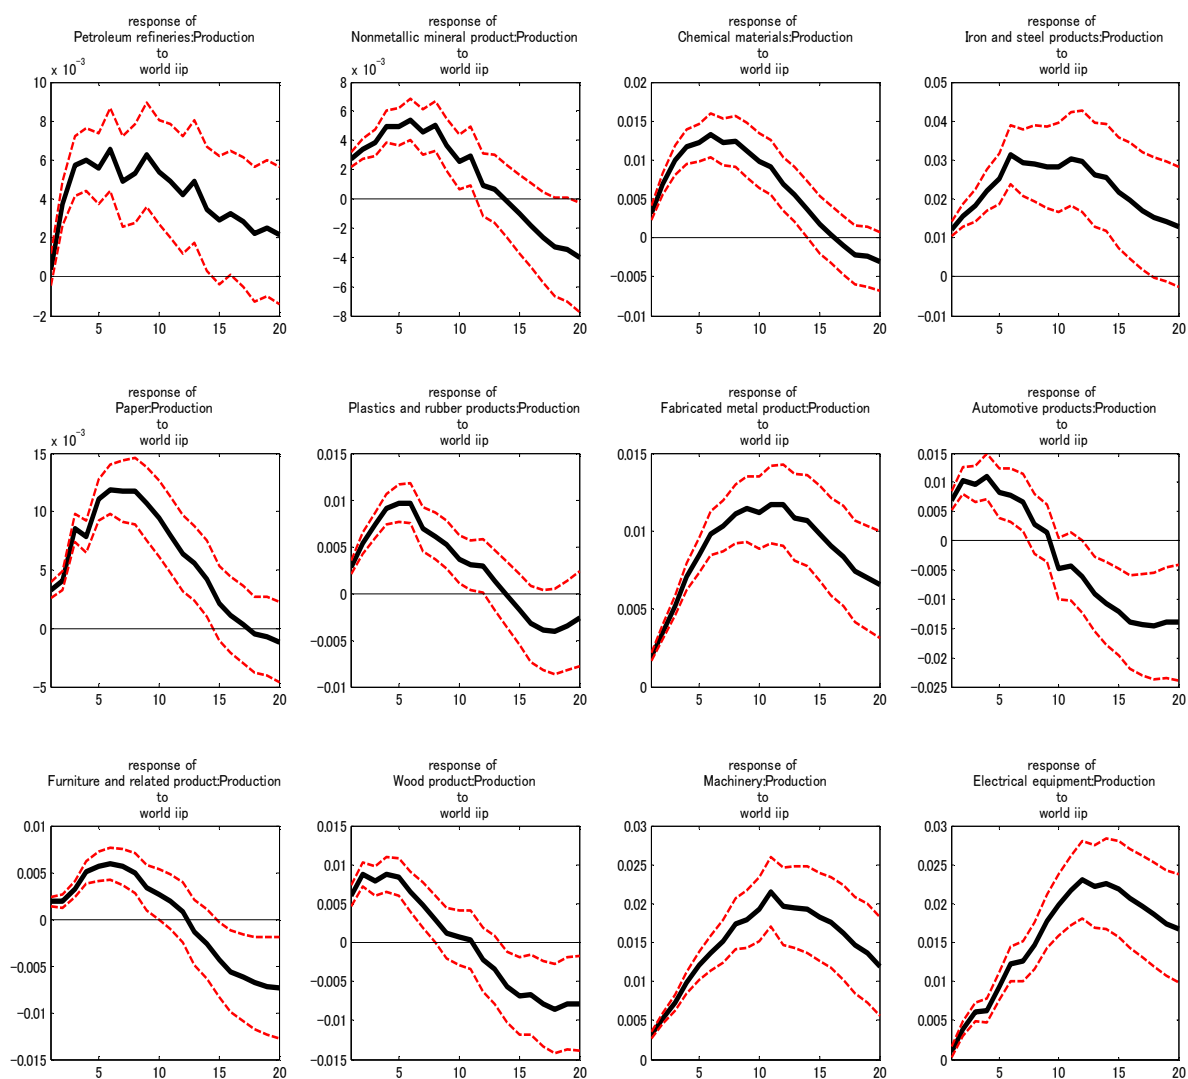 response of
Petroleum refineries:Production
to
world iip
x 10⁻³
10
8
6
4
2
0
−2
5
10
15
20
response of
Nonmetallic mineral product:Production
to
world iip
x 10⁻³
8
6
4
2
0
−2
−4
−6
−8
5
10
15
20
response of
Chemical materials:Production
to
world iip
0.02
0.015
0.01
0.005
0
−0.005
−0.01
5
10
15
20
response of
Iron and steel products:Production
to
world iip
0.05
0.04
0.03
0.02
0.01
0
−0.01
5
10
15
20
response of
Paper:Production
to
world iip
x 10⁻³
15
10
5
0
−5
5
10
15
20
response of
Plastics and rubber products:Production
to
world iip
0.015
0.01
0.005
0
−0.005
−0.01
5
10
15
20
response of
Fabricated metal product:Production
to
world iip
0.015
0.01
0.005
0
5
10
15
20
response of
Automotive products:Production
to
world iip
0.015
0.01
0.005
0
−0.005
−0.01
−0.015
−0.02
−0.025
5
10
15
20
response of
Furniture and related product:Production
to
world iip
0.01
0.005
0
−0.005
−0.01
−0.015
5
10
15
20
response of
Wood product:Production
to
world iip
0.015
0.01
0.005
0
−0.005
−0.01
−0.015
5
10
15
20
response of
Machinery:Production
to
world iip
0.03
0.025
0.02
0.015
0.01
0.005
0
5
10
15
20
response of
Electrical equipment:Production
to
world iip
0.03
0.025
0.02
0.015
0.01
0.005
0
5
10
15
20